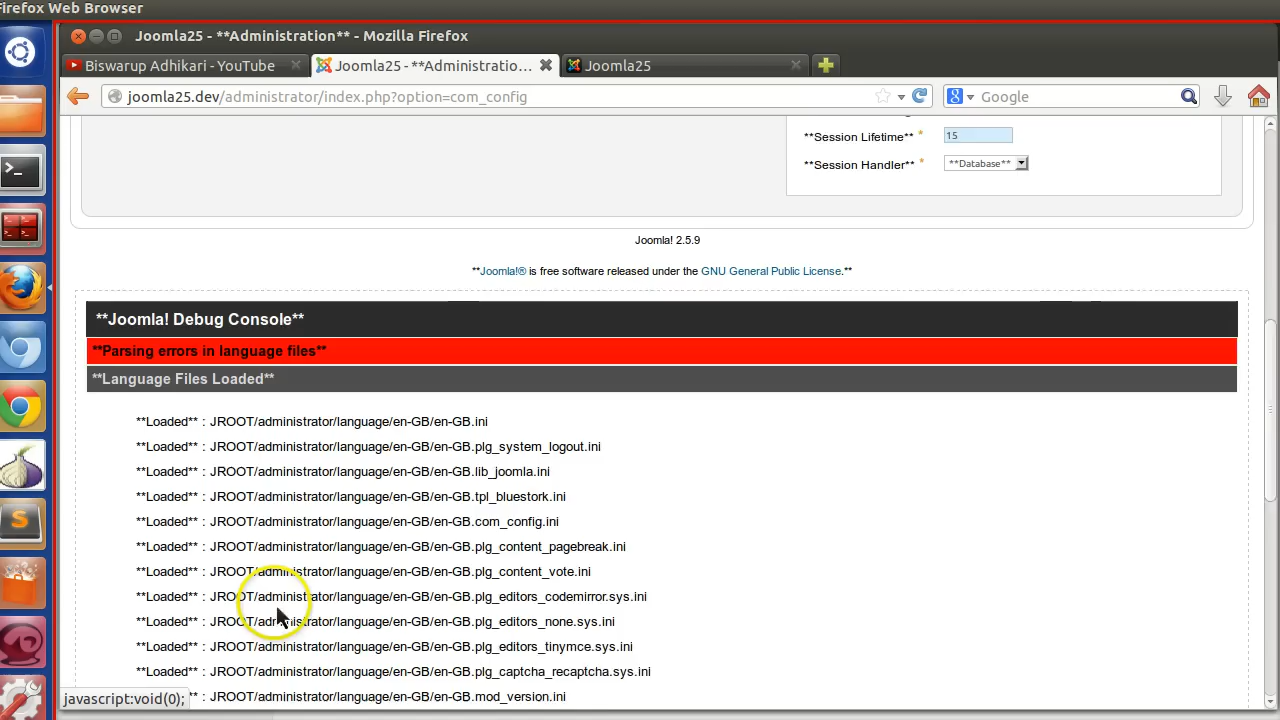 Firefox Web Browser
Joomla25 - **Administration** - Mozilla Firefox
Biswarup Adhikari - YouTube
Joomla25 - **Administratio...
Joomla25
joomla25.dev/administrator/index.php?option=com_config
Google
**Session Lifetime** *
15
**Session Handler** *
**Database**
Joomla! 2.5.9
**Joomla!® is free software released under the GNU General Public License.**
**Joomla! Debug Console**
**Parsing errors in language files**
**Language Files Loaded**
**Loaded** : JROOT/administrator/language/en-GB/en-GB.ini
**Loaded** : JROOT/administrator/language/en-GB/en-GB.plg_system_logout.ini
**Loaded** : JROOT/administrator/language/en-GB/en-GB.lib_joomla.ini
**Loaded** : JROOT/administrator/language/en-GB/en-GB.tpl_bluestork.ini
**Loaded** : JROOT/administrator/language/en-GB/en-GB.com_config.ini
**Loaded** : JROOT/administrator/language/en-GB/en-GB.plg_content_pagebreak.ini
**Loaded** : JROOT/administrator/language/en-GB/en-GB.plg_content_vote.ini
**Loaded** : JROOT/administrator/language/en-GB/en-GB.plg_editors_codemirror.sys.ini
**Loaded** : JROOT/administrator/language/en-GB/en-GB.plg_editors_none.sys.ini
**Loaded** : JROOT/administrator/language/en-GB/en-GB.plg_editors_tinymce.sys.ini
**Loaded** : JROOT/administrator/language/en-GB/en-GB.plg_captcha_recaptcha.sys.ini
** : JROOT/administrator/language/en-GB/en-GB.mod_version.ini
javascript:void(0);